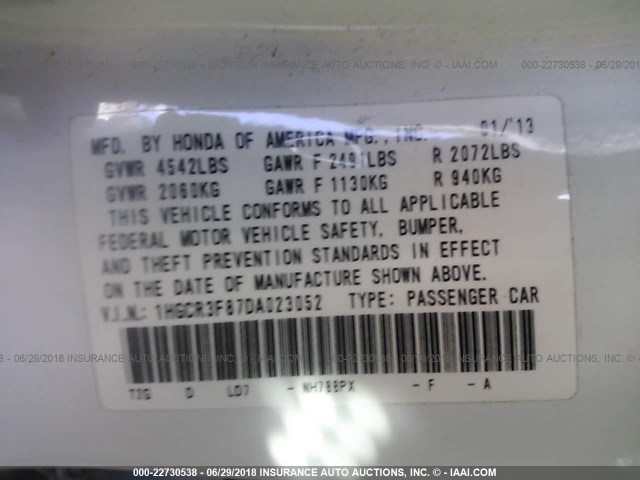 000-22730538 - 06/29/2018 INSURANCE AUTO AUCTIONS, INC. © - IAAI.COM
MFD. BY HONDA OF AMERICA MFG., INC. 01/'13
GVWR 4542LBS GAWR F 2491LBS R 2072LBS
GVWR 2060KG GAWR F 1130KG R 940KG
THIS VEHICLE CONFORMS TO ALL APPLICABLE
FEDERAL MOTOR VEHICLE SAFETY, BUMPER,
AND THEFT PREVENTION STANDARDS IN EFFECT
ON THE DATE OF MANUFACTURE SHOWN ABOVE.
V.I.N.: 1HGCR3F87DA023052 TYPE: PASSENGER CAR
T2G 0 LD7 - NH788PX - F - A
000-22730538 - 06/29/2018 INSURANCE AUTO AUCTIONS, INC. © - IAAI.COM